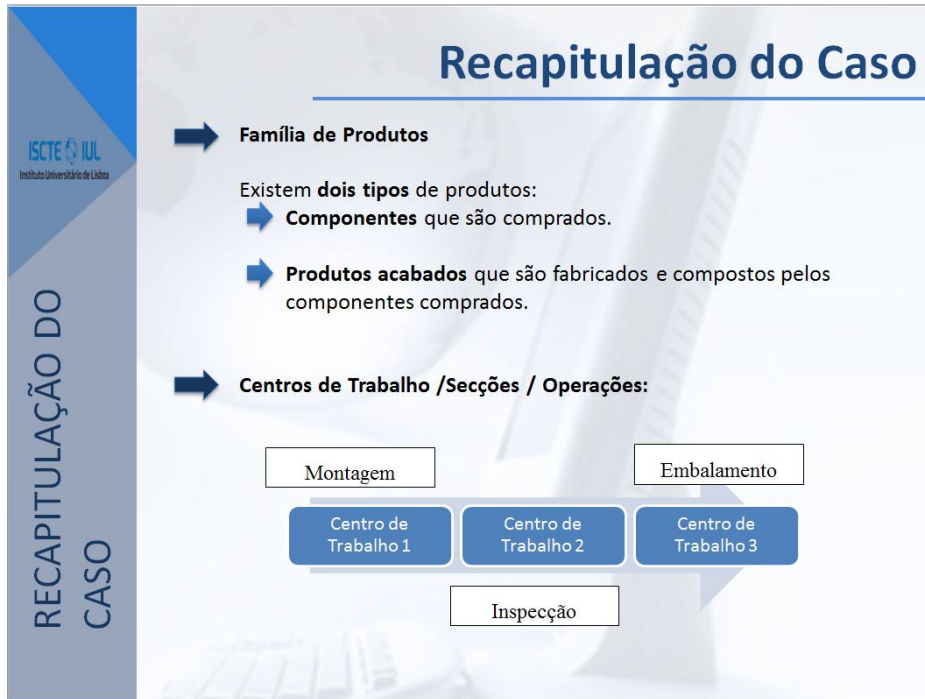 Recapitulação do Caso
ISCTE IUL
Instituto Universitário de Lisboa
RECAPITULAÇÃO DO
CASO
Família de Produtos
Existem dois tipos de produtos:
Componentes que são comprados.
Produtos acabados que são fabricados e compostos pelos
componentes comprados.
Centros de Trabalho /Secções / Operações:
Montagem
Embalamento
Centro de
Trabalho 1
Centro de
Trabalho 2
Centro de
Trabalho 3
Inspecção